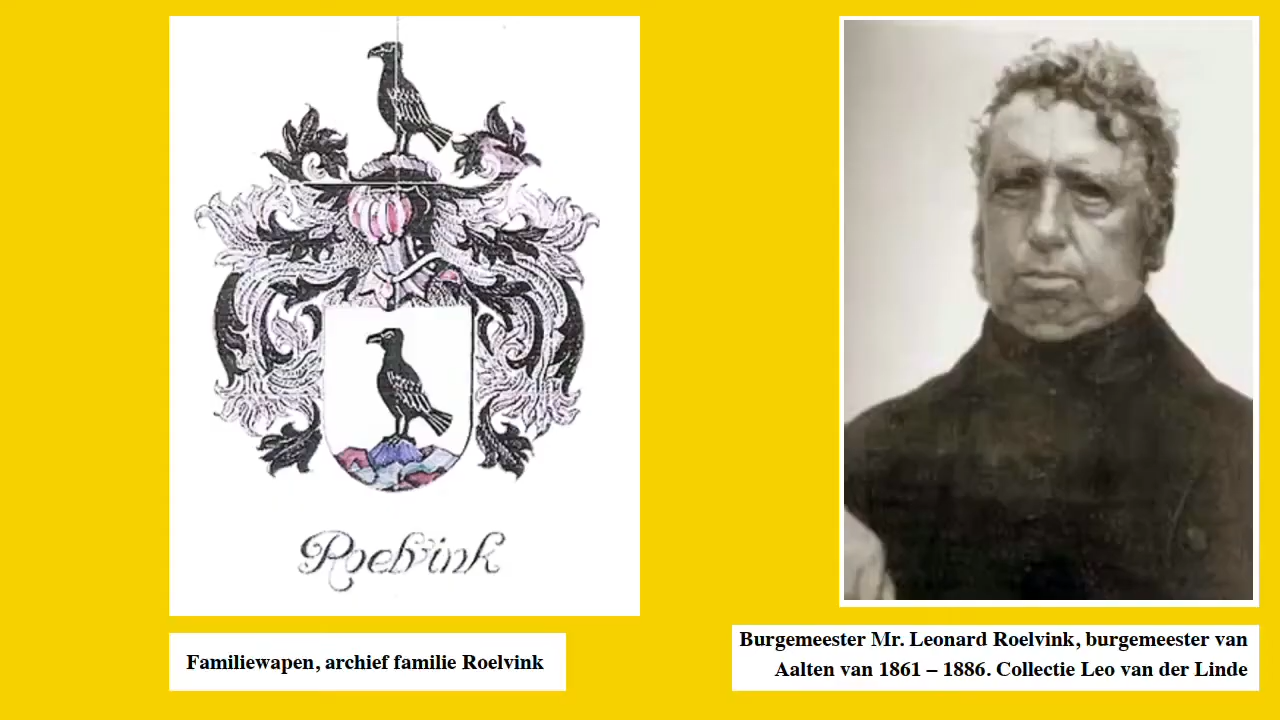 Roelvink
Familiewapen, archief familie Roelvink
Burgemeester Mr. Leonard Roelvink, burgemeester van
Aalten van 1861 – 1886. Collectie Leo van der Linde